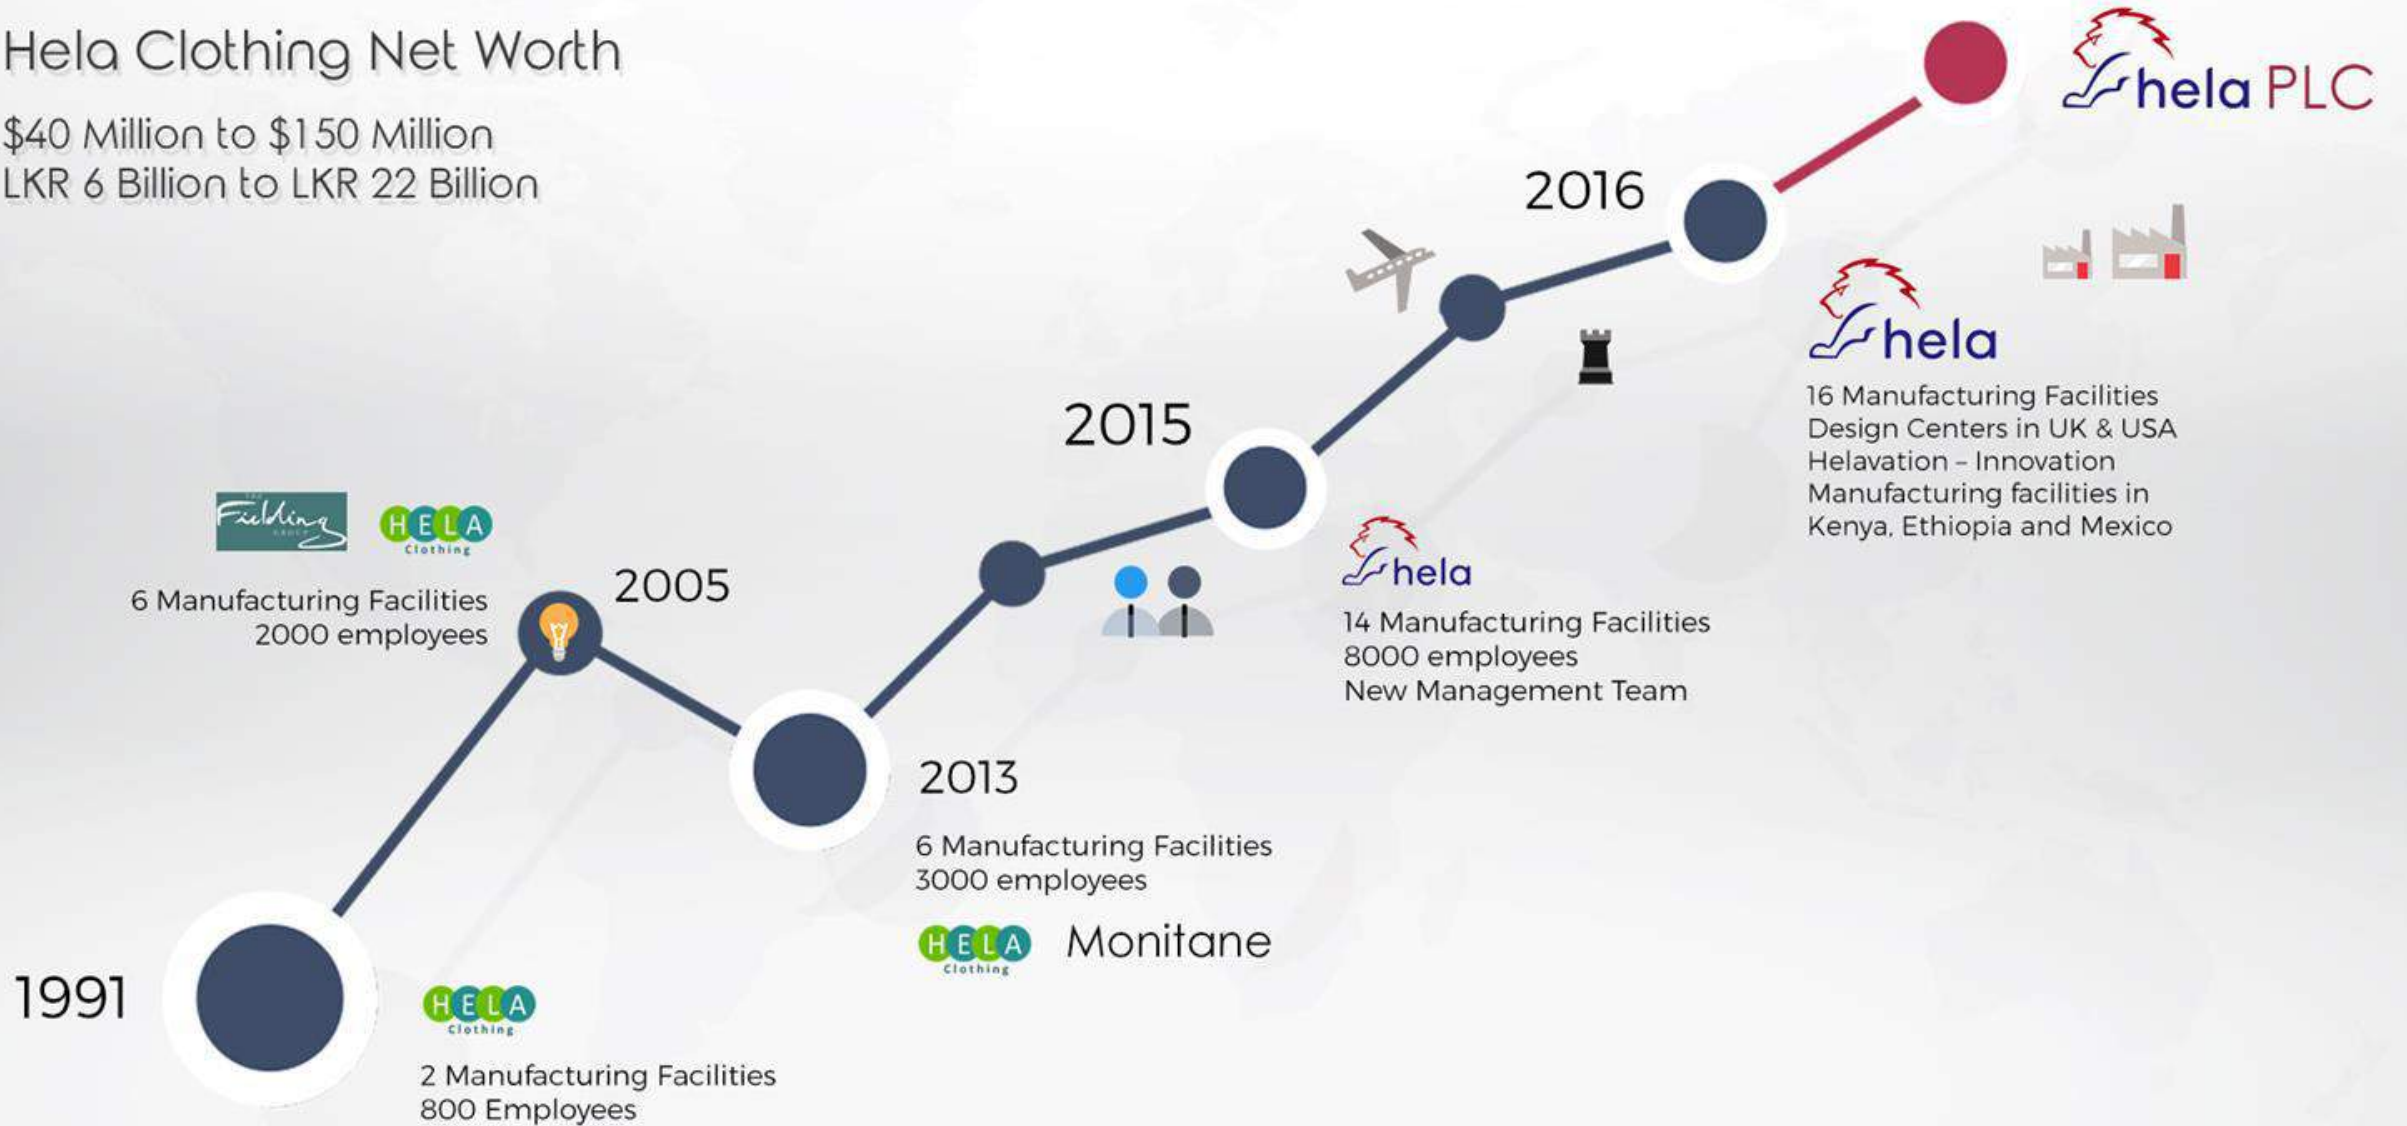 Hela Clothing Net Worth
$40 Million to $150 Million
LKR 6 Billion to LKR 22 Billion
hela PLC
2016
hela
16 Manufacturing Facilities
Design Centers in UK & USA
Helavation – Innovation
Manufacturing facilities in
Kenya, Ethiopia and Mexico
2015
hela
14 Manufacturing Facilities
8000 employees
New Management Team
Fielding
HELA
Clothing
6 Manufacturing Facilities
2000 employees
2005
2013
6 Manufacturing Facilities
3000 employees
HELA
Clothing
Monitane
1991
HELA
Clothing
2 Manufacturing Facilities
800 Employees